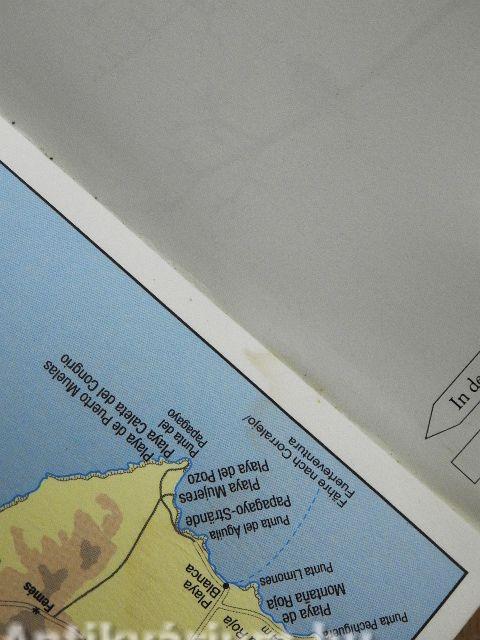 Playa de Puerto Muelas
Playa Caleta del Congrio
Punta del
Papagayo
Playa del Pozo
Playa Mujeres
Papagayo-Strände
Punta del Aguila
Fähre nach Corralejo/
Fuerteventura
Playa
Blanca
Punta Limones
Playa de
Montaña Roja
Punta Pechiguera
Femés
Roja
In de